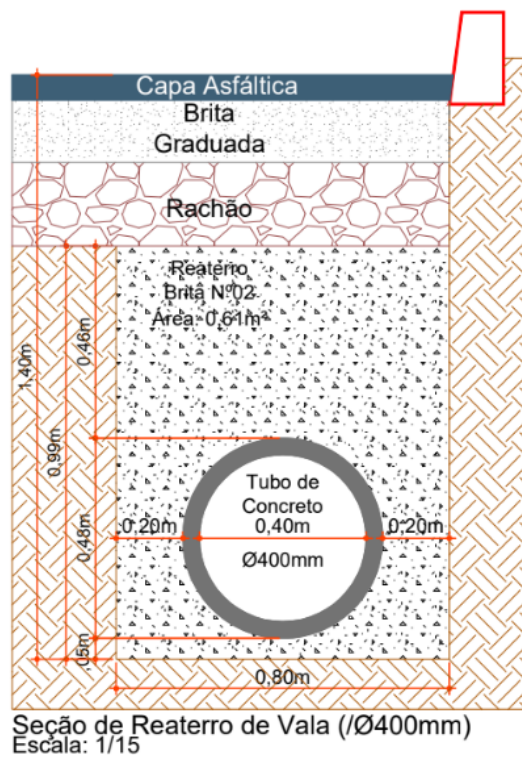 Capa Asfáltica
Brita
Graduada
Rachão
Reaterro
Brita Nº02
Área: 0,61m²
1,40m
0,99m
0,46m
0,48m
,05m
Tubo de
Concreto
0,20m
0,40m
0,20m
Ø400mm
0,80m
Seção de Reaterro de Vala (/Ø400mm)
Escala: 1/15